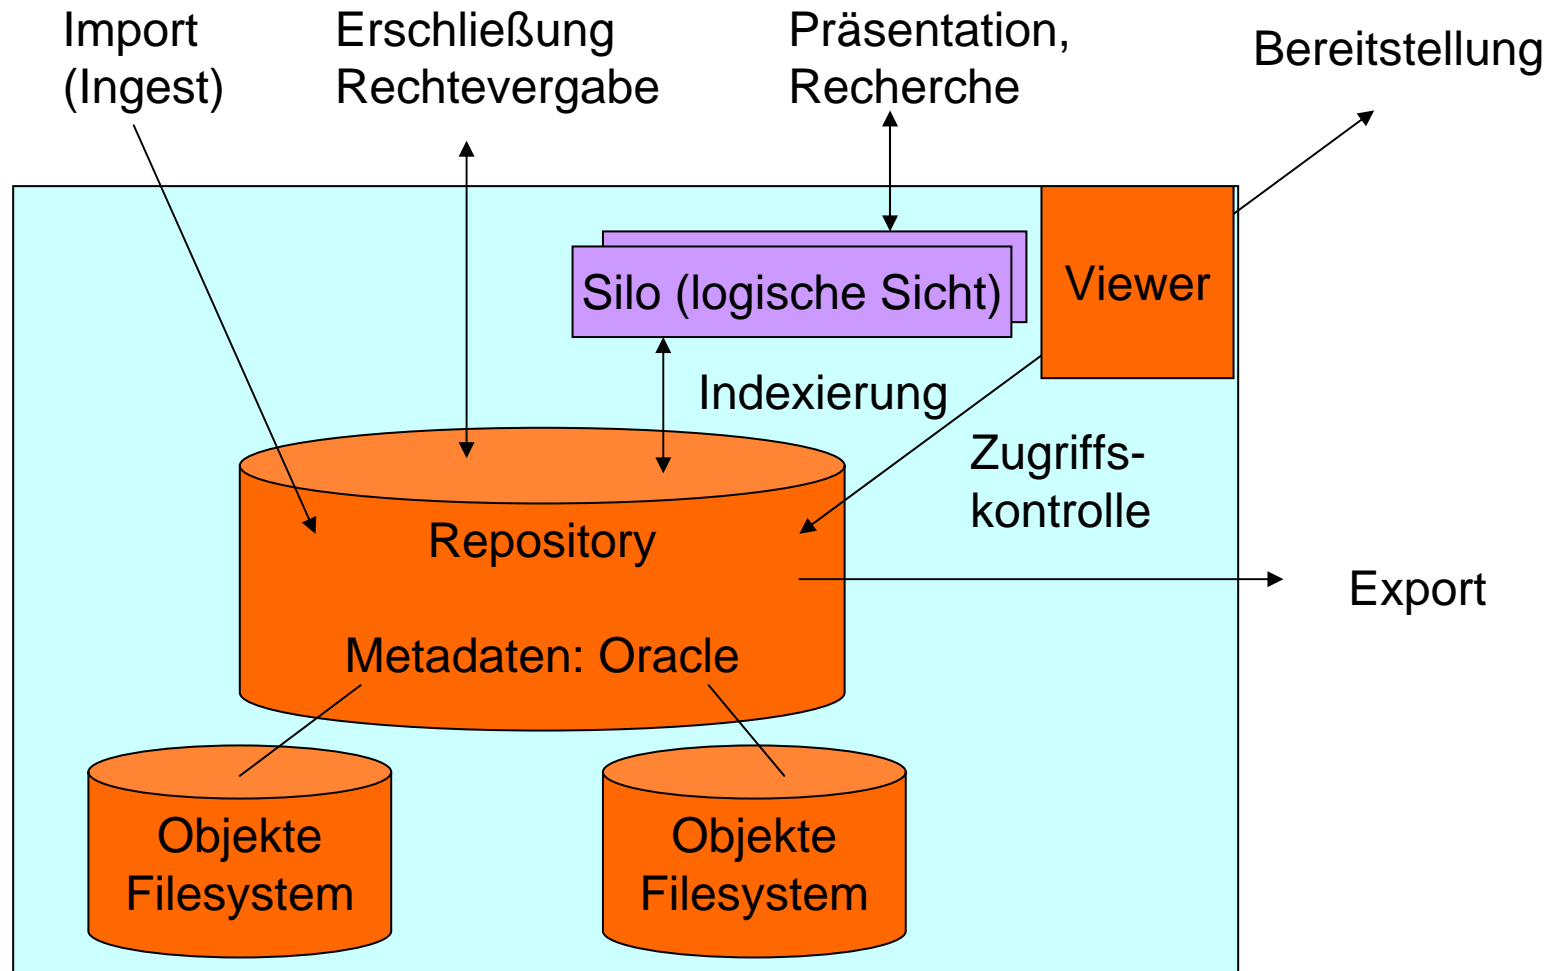 Import
(Ingest)
Erschließung
Rechtevergabe
Präsentation,
Recherche
Bereitstellung
Silo (logische Sicht)
Viewer
Indexierung
Zugriffs-
kontrolle
Repository
Export
Metadaten: Oracle
Objekte
Filesystem
Objekte
Filesystem